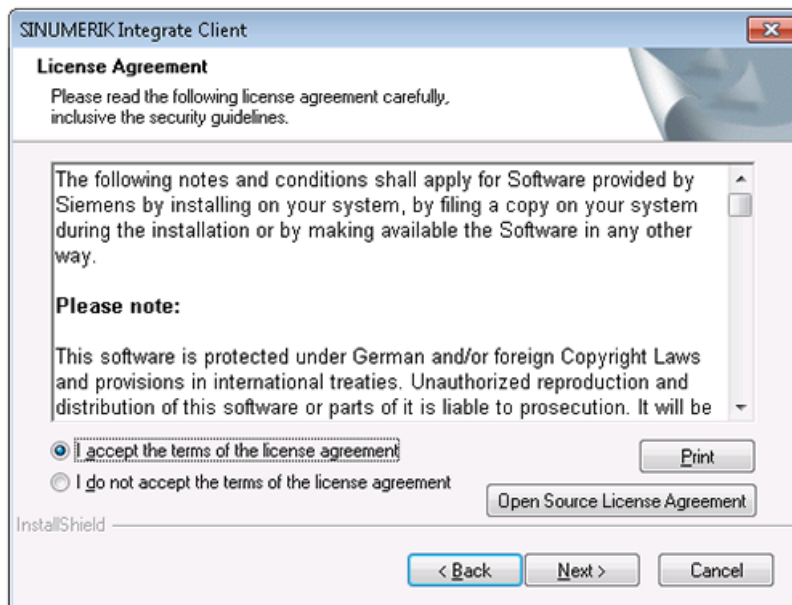 SINUMERIK Integrate Client
License Agreement
Please read the following license agreement carefully,
inclusive the security guidelines.
The following notes and conditions shall apply for Software provided by
Siemens by installing on your system, by filing a copy on your system
during the installation or by making available the Software in any other
way.
Please note:
This software is protected under German and/or foreign Copyright Laws
and provisions in international treaties. Unauthorized reproduction and
distribution of this software or parts of it is liable to prosecution. It will be
I accept the terms of the license agreement
Print
I do not accept the terms of the license agreement
Open Source License Agreement
InstallShield
< Back
Next >
Cancel